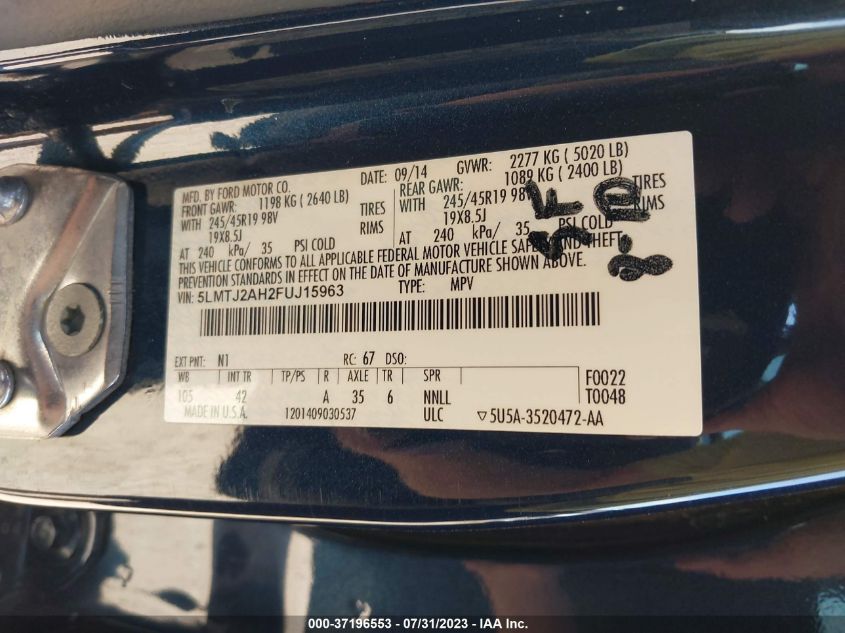 MFD. BY FORD MOTOR CO.
DATE: 09/14 GVWR: 2277 KG ( 5020 LB)
FRONT GAWR: 1198 KG ( 2640 LB)
REAR GAWR: 1089 KG ( 2400 LB)
WITH 245/45R19 98V TIRES
WITH 245/45R19 98V TIRES
19X8.5J RIMS
19X8.5J RIMS
AT 240 kPa/ 35 PSI COLD
AT 240 kPa/ 35 PSI COLD
THIS VEHICLE CONFORMS TO ALL APPLICABLE FEDERAL MOTOR VEHICLE SAFETY AND THEFT
PREVENTION STANDARDS IN EFFECT ON THE DATE OF MANUFACTURE SHOWN ABOVE.
VIN: 5LMTJ2AH2FUJ15963 TYPE: MPV
EXT PNT: N1 RC: 67 DSO:
WB INT TR TP/PS R AXLE TR SPR F0022
105 42 A 35 6 NNLL T0048
MADE IN U.S.A. 1201409030537 ULC ▽5U5A-3520472-AA
000-37196553 - 07/31/2023 - IAA Inc.